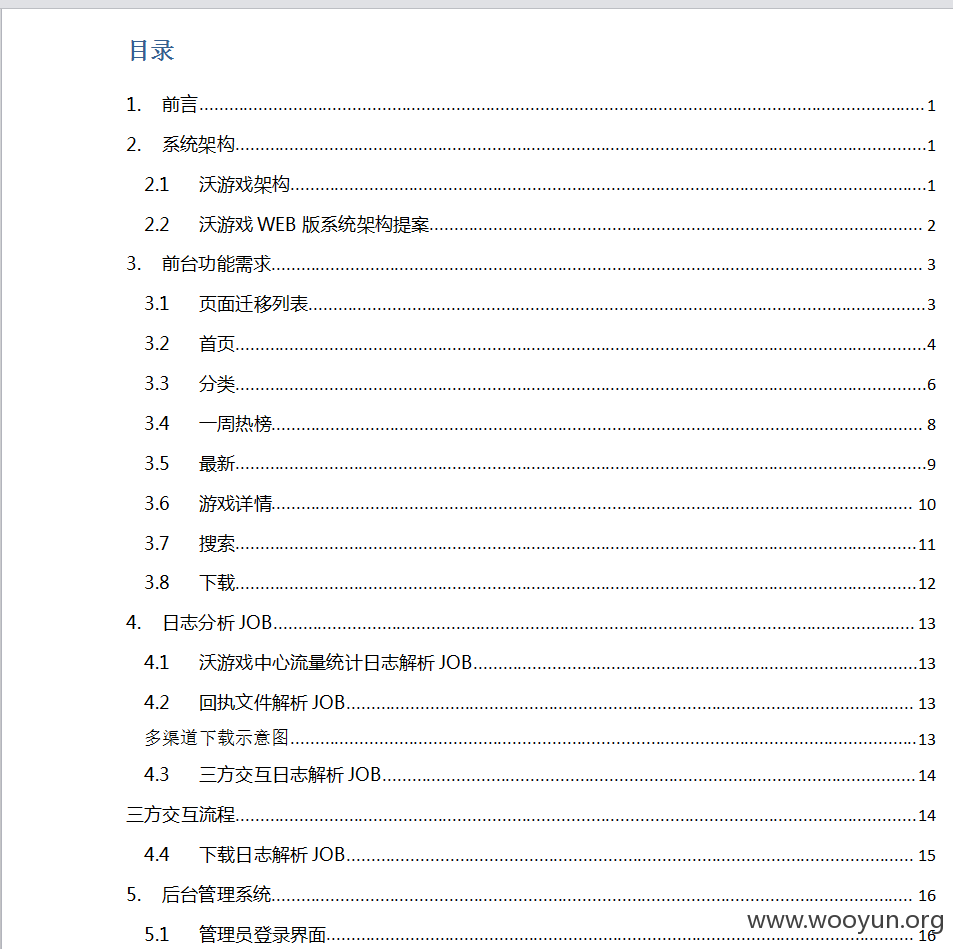 目录
1. 前言 1
2. 系统架构 1
2.1 沃游戏架构 1
2.2 沃游戏 WEB 版系统架构提案 2
3. 前台功能需求 3
3.1 页面迁移列表 3
3.2 首页 4
3.3 分类 6
3.4 一周热榜 8
3.5 最新 9
3.6 游戏详情 10
3.7 搜索 11
3.8 下载 12
4. 日志分析 JOB 13
4.1 沃游戏中心流量统计日志解析 JOB 13
4.2 回执文件解析 JOB 13
多渠道下载示意图 13
4.3 三方交互日志解析 JOB 14
三方交互流程 14
4.4 下载日志解析 JOB 15
5. 后台管理系统 16
www.wooyun.org
5.1 管理员登录界面 16